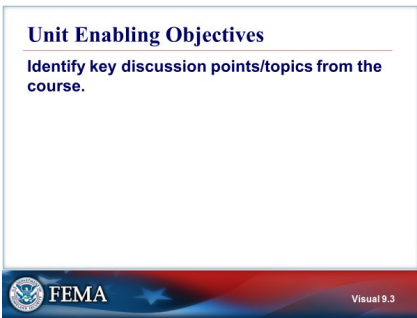 Unit Enabling Objectives
Identify key discussion points/topics from the
course.
FEMA
Visual 9.3